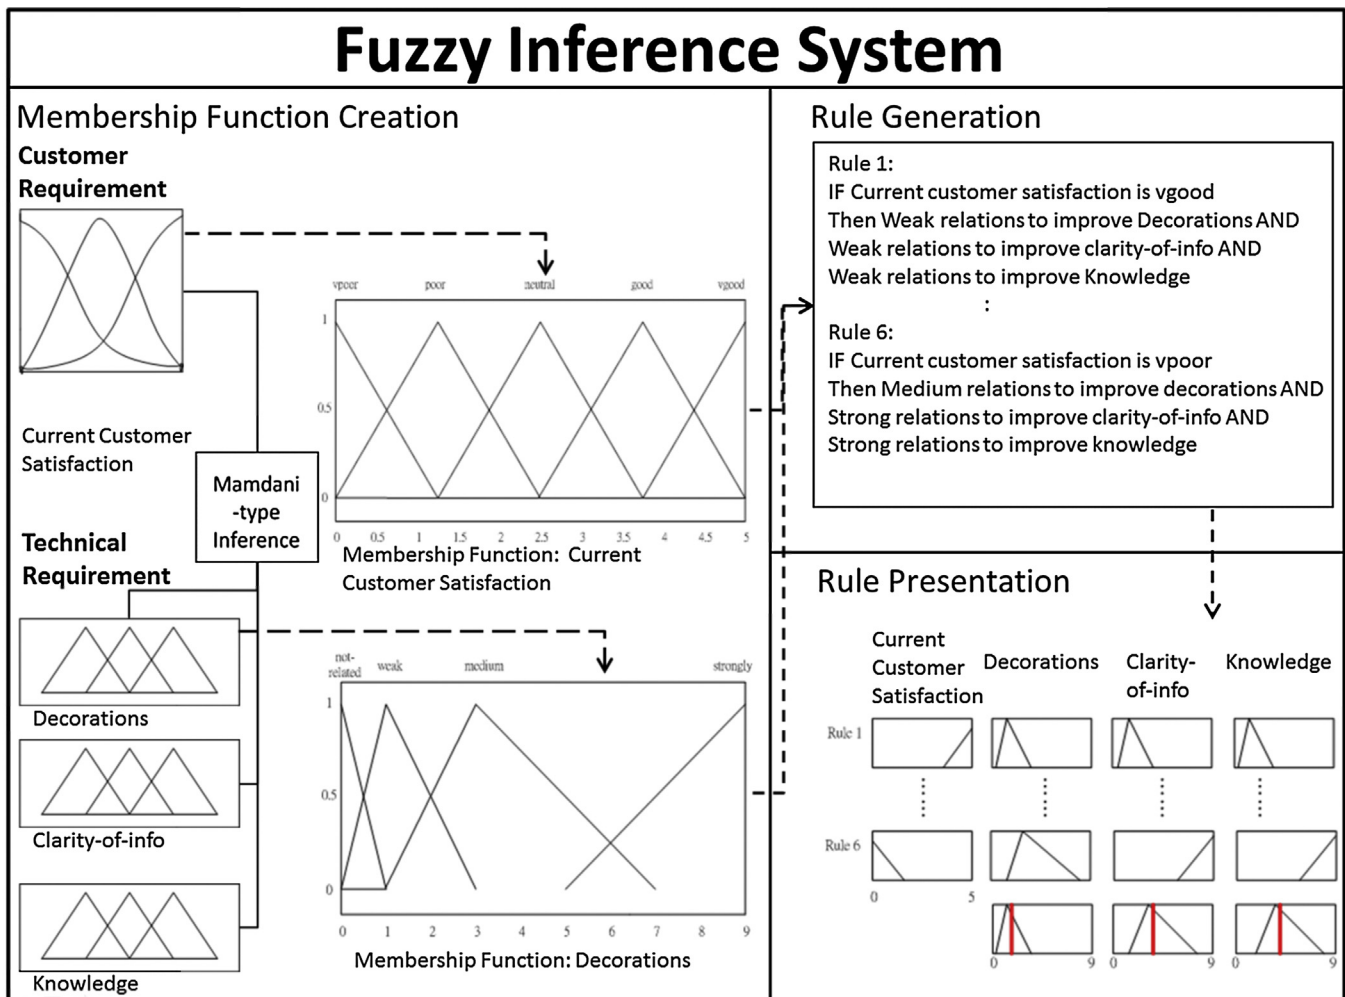 Fuzzy Inference System
Membership Function Creation
Customer
Requirement
Current Customer
Satisfaction
Mamdani
-type
Inference
Technical
Requirement
Decorations
Clarity-of-info
Knowledge
vpoor poor neutral good vgood
1
0.5
0
0 0.5 1 1.5 2 2.5 3 3.5 4 4.5 5
Membership Function: Current
Customer Satisfaction
not-
related weak medium strongly
1
0.5
0
0 1 2 3 4 5 6 7 8 9
Membership Function: Decorations
Rule Generation
Rule 1:
IF Current customer satisfaction is vgood
Then Weak relations to improve Decorations AND
Weak relations to improve clarity-of-info AND
Weak relations to improve Knowledge
:
Rule 6:
IF Current customer satisfaction is vpoor
Then Medium relations to improve decorations AND
Strong relations to improve clarity-of-info AND
Strong relations to improve knowledge
Rule Presentation
Current
Customer
Satisfaction
Decorations
Clarity-
of-info
Knowledge
Rule 1
Rule 6
0 5
0 9 0 9 0 9